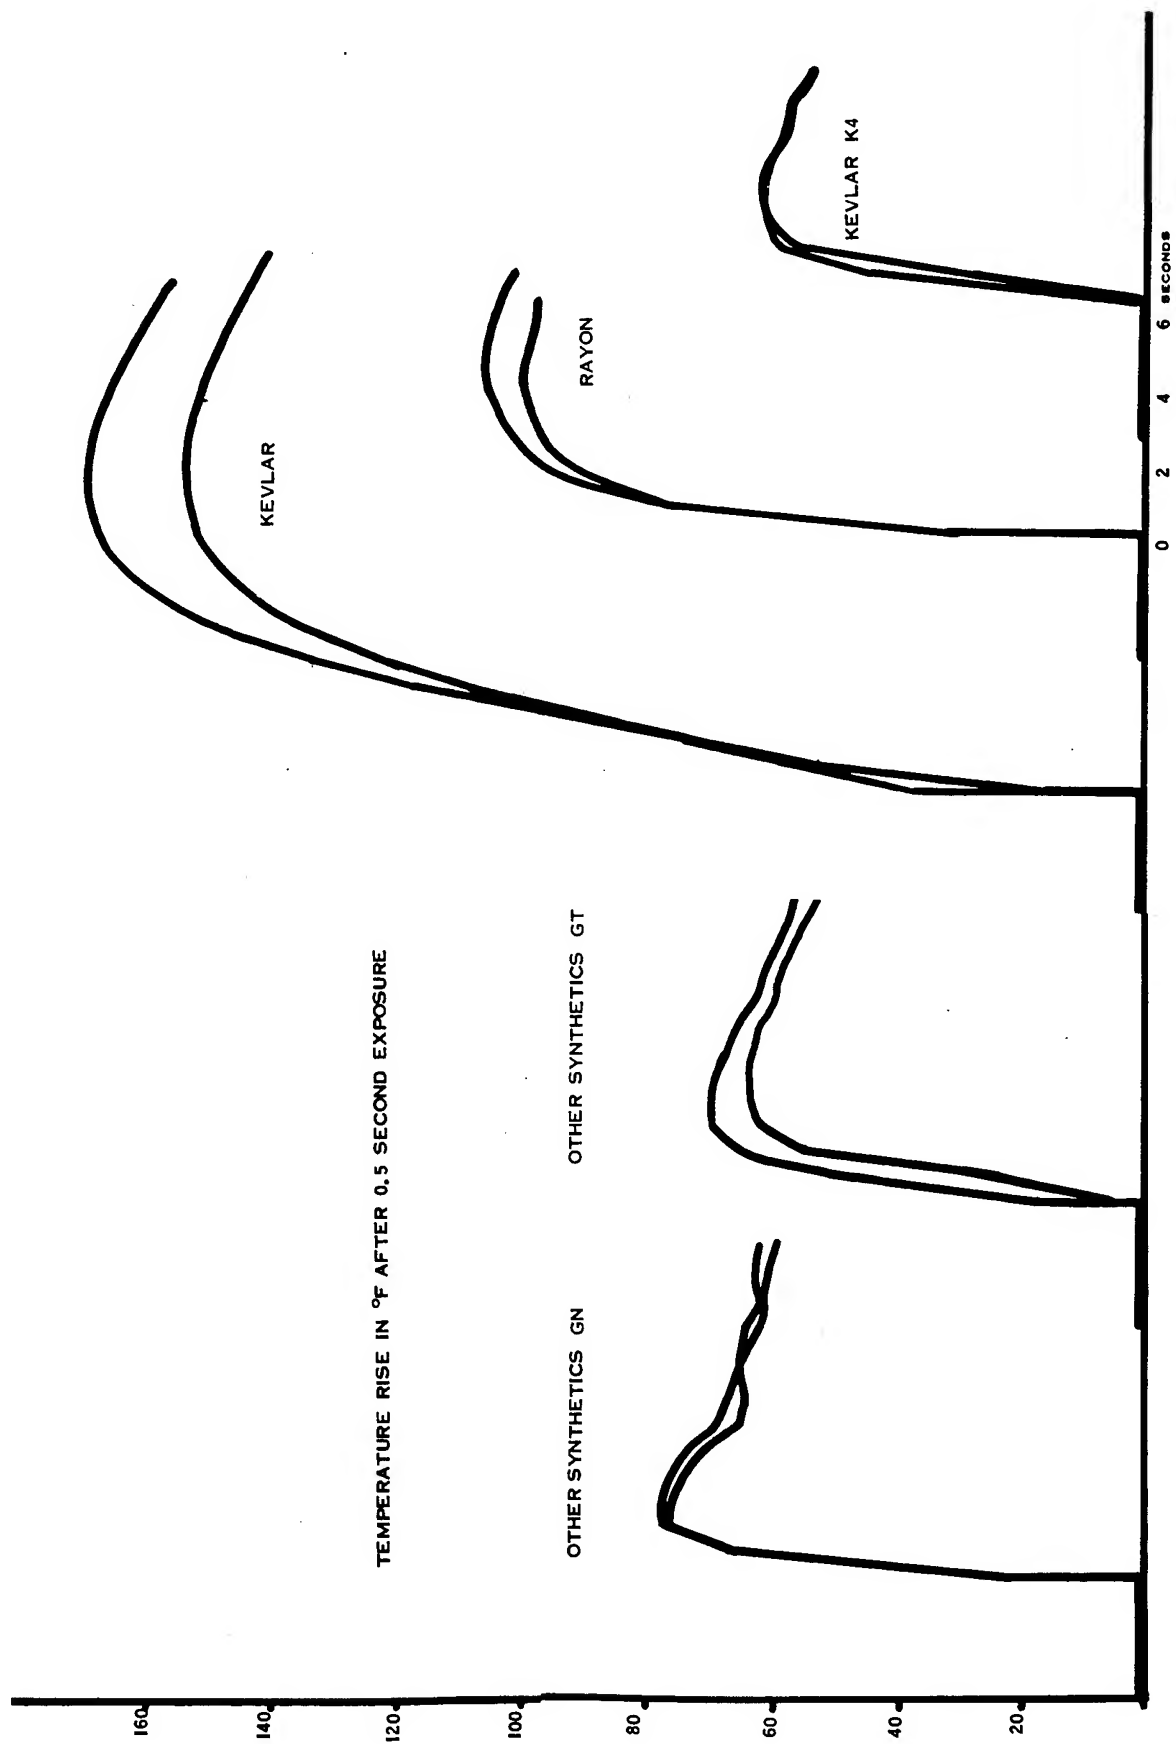 TEMPERATURE RISE IN °F AFTER 0.5 SECOND EXPOSURE
160
140
120
100
80
60
40
20
OTHER SYNTHETICS GN
OTHER SYNTHETICS GT
KEVLAR
RAYON
KEVLAR K4
0 2 4 6 SECONDS